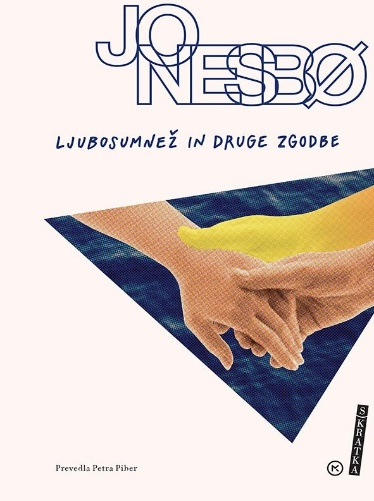 JO
NESBØ
LJUBOSUMNEŽ IN DRUGE ZGODBE
Prevedla Petra Piber
SKRATKA
M